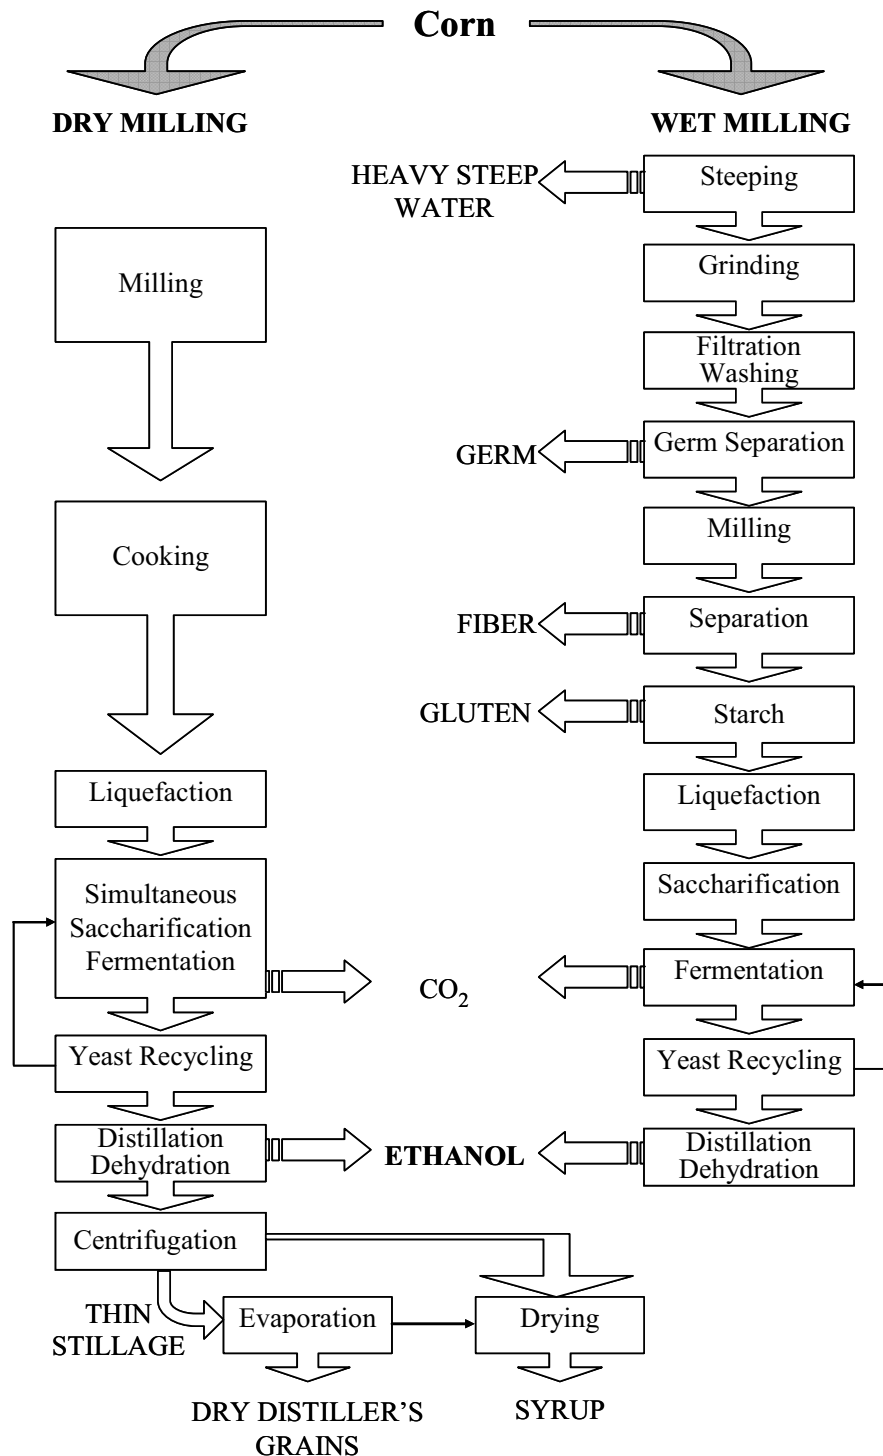 Corn
DRY MILLING
Milling
Cooking
Liquefaction
Simultaneous
Saccharification
Fermentation
Yeast Recycling
Distillation
Dehydration
Centrifugation
THIN
STILLAGE
Evaporation
Drying
DRY DISTILLER’S
GRAINS
SYRUP
WET MILLING
HEAVY STEEP
WATER
Steeping
Grinding
Filtration
Washing
GERM
Germ Separation
Milling
FIBER
Separation
GLUTEN
Starch
Liquefaction
Saccharification
CO₂
Fermentation
Yeast Recycling
ETHANOL
Distillation
Dehydration